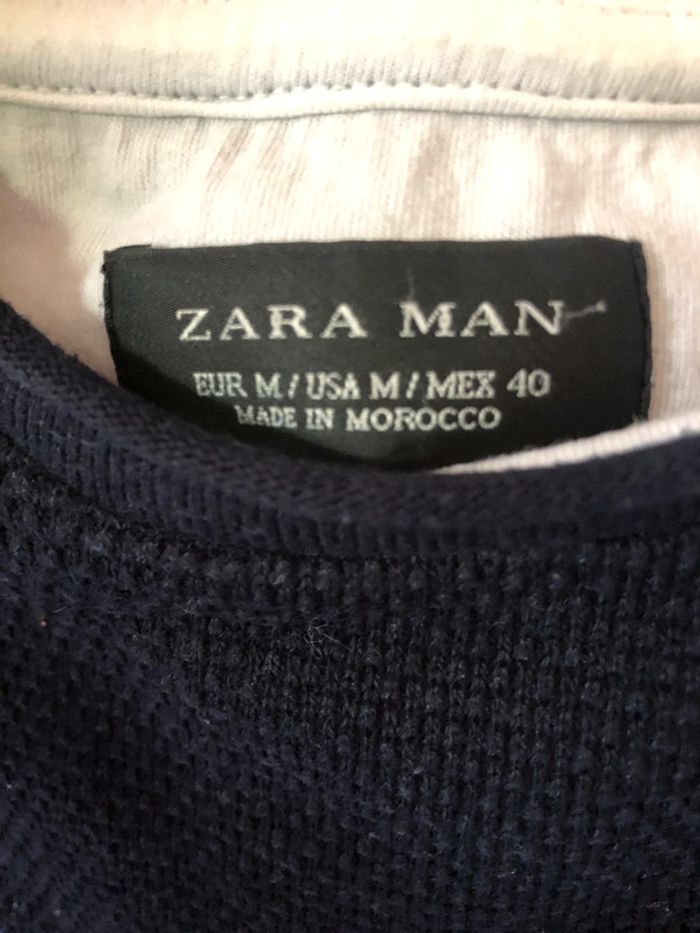 ZARA MAN
EUR M / USA M / MEX 40
MADE IN MOROCCO